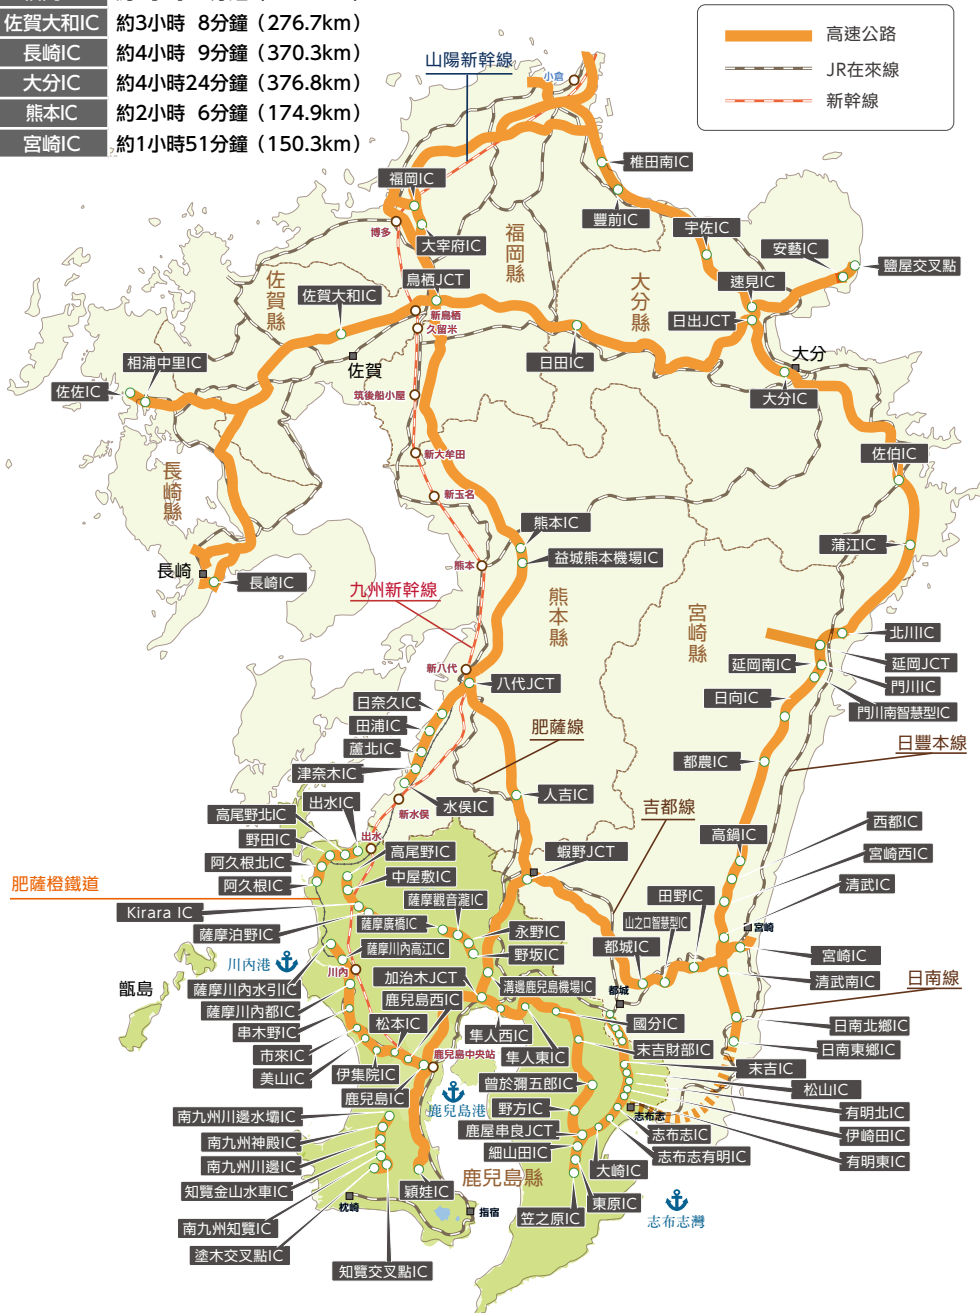 佐賀大和IC 約3小時 8分鐘（276.7km）
長崎IC 約4小時 9分鐘（370.3km）
大分IC 約4小時24分鐘（376.8km）
熊本IC 約2小時 6分鐘（174.9km）
宮崎IC 約1小時51分鐘（150.3km）
高速公路
JR在來線
新幹線
山陽新幹線
小倉
福岡IC
椎田南IC
豐前IC
宇佐IC
安藝IC
鹽屋交叉點
博多
大宰府IC
福岡縣
速見IC
佐賀縣
佐賀大和IC
鳥栖JCT
大分縣
日出JCT
新鳥栖
久留米
相浦中里IC
佐賀
日田IC
大分
佐佐IC
筑後船小屋
大分IC
新大牟田
佐伯IC
長崎縣
新玉名
熊本IC
蒲江IC
益城熊本機場IC
長崎
長崎IC
熊本
九州新幹線
熊本縣
宮崎縣
北川IC
延岡JCT
延岡南IC
門川IC
新八代
八代JCT
日向IC
門川南智慧型IC
日奈久IC
田浦IC
肥薩線
日豐本線
蘆北IC
都農IC
津奈木IC
人吉IC
吉都線
出水IC
水俣IC
新水俣
高尾野北IC
西都IC
野田IC
出水
高鍋IC
高尾野IC
蝦野JCT
宮崎西IC
阿久根北IC
中屋敷IC
清武IC
阿久根IC
肥薩橙鐵道
薩摩觀音瀧IC
田野IC
Kirara IC
薩摩廣橋IC
山之口智慧型IC
宮崎
薩摩泊野IC
永野IC
都城IC
薩摩川內高江IC
野坂IC
宮崎IC
川內港
川內
加治木JCT
溝邊鹿兒島機場IC
清武南IC
甑島
薩摩川內水引IC
鹿兒島西IC
都城
日南線
薩摩川內都IC
松本IC
國分IC
日南北鄉IC
串木野IC
隼人西IC
市來IC
隼人東IC
末吉財部IC
日南東鄉IC
美山IC
伊集院IC
鹿兒島中央站
末吉IC
鹿兒島IC
曾於彌五郎IC
松山IC
鹿兒島港
南九州川邊水壩IC
野方IC
志布志
有明北IC
鹿屋串良JCT
志布志IC
伊崎田IC
南九州神殿IC
細山田IC
志布志有明IC
有明東IC
南九州川邊IC
大崎IC
鹿兒島縣
知覽金山水車IC
穎娃IC
東原IC
枕崎
指宿
笠之原IC
志布志灣
南九州知覽IC
塗木交叉點IC
知覽交叉點IC